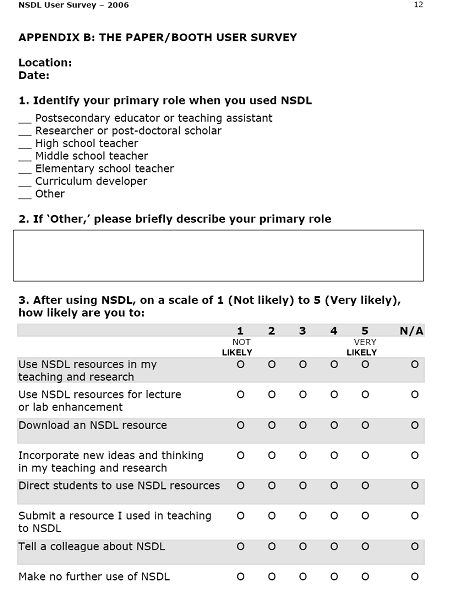 NSDL User Survey – 2006 12
APPENDIX B: THE PAPER/BOOTH USER SURVEY
Location:
Date:
1. Identify your primary role when you used NSDL
__ Postsecondary educator or teaching assistant
__ Researcher or post-doctoral scholar
__ High school teacher
__ Middle school teacher
__ Elementary school teacher
__ Curriculum developer
__ Other
2. If ‘Other,’ please briefly describe your primary role
3. After using NSDL, on a scale of 1 (Not likely) to 5 (Very likely),
how likely are you to:
1 2 3 4 5 N/A
NOT VERY
LIKELY LIKELY
Use NSDL resources in my O O O O O O
teaching and research
Use NSDL resources for lecture O O O O O O
or lab enhancement
Download an NSDL resource O O O O O O
Incorporate new ideas and thinking O O O O O O
in my teaching and research
Direct students to use NSDL resources O O O O O O
Submit a resource I used in teaching O O O O O O
to NSDL
Tell a colleague about NSDL O O O O O O
Make no further use of NSDL O O O O O O